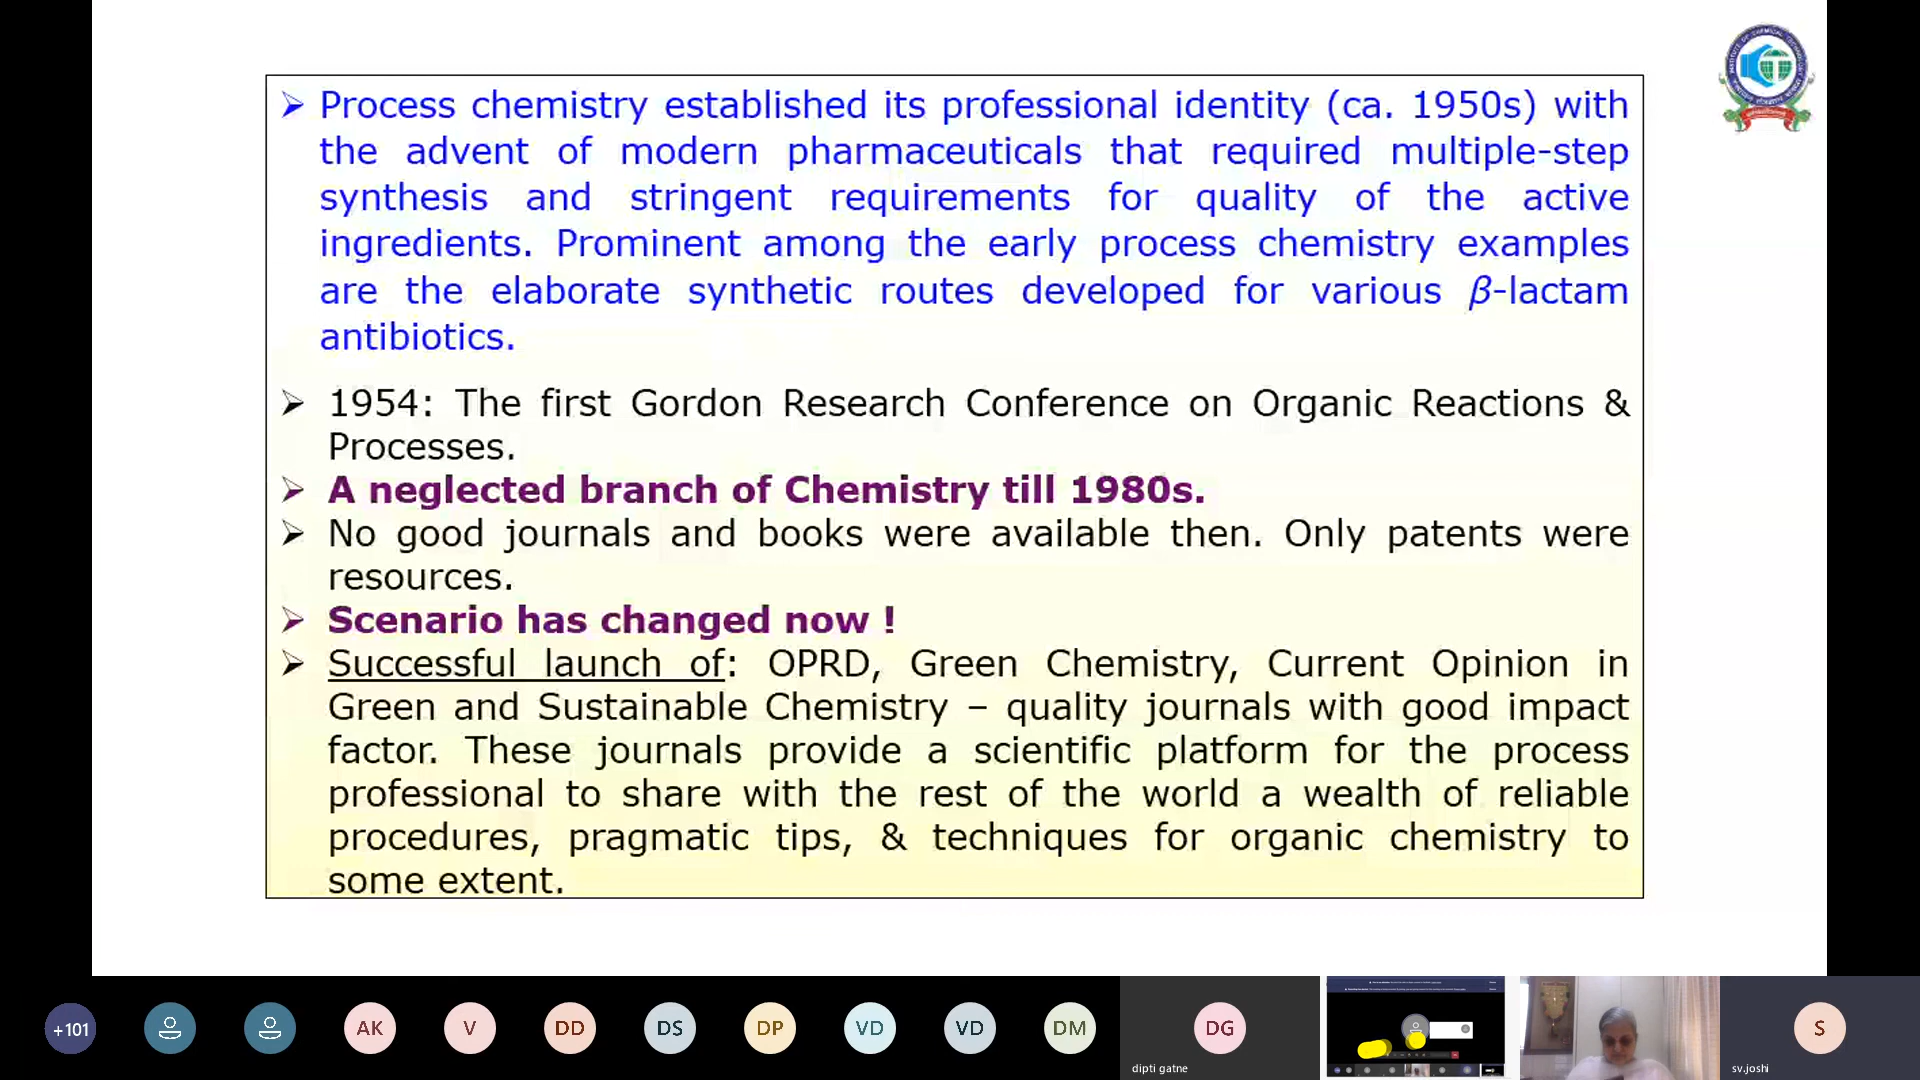 ➢ Process chemistry established its professional identity (ca. 1950s) with
the advent of modern pharmaceuticals that required multiple-step
synthesis and stringent requirements for quality of the active
ingredients. Prominent among the early process chemistry examples
are the elaborate synthetic routes developed for various β-lactam
antibiotics.
➢ 1954: The first Gordon Research Conference on Organic Reactions &
Processes.
➢ A neglected branch of Chemistry till 1980s.
➢ No good journals and books were available then. Only patents were
resources.
➢ Scenario has changed now !
➢ Successful launch of: OPRD, Green Chemistry, Current Opinion in
Green and Sustainable Chemistry – quality journals with good impact
factor. These journals provide a scientific platform for the process
professional to share with the rest of the world a wealth of reliable
procedures, pragmatic tips, & techniques for organic chemistry to
some extent.
+101 AK V DD DS DP VD VD DM DG S
dipti gatne sv.joshi